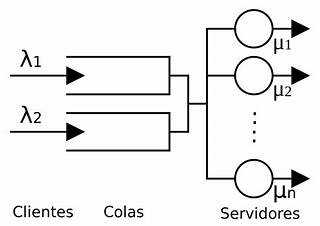 λ1
λ2
μ1
μ2
μn
Clientes
Colas
Servidores